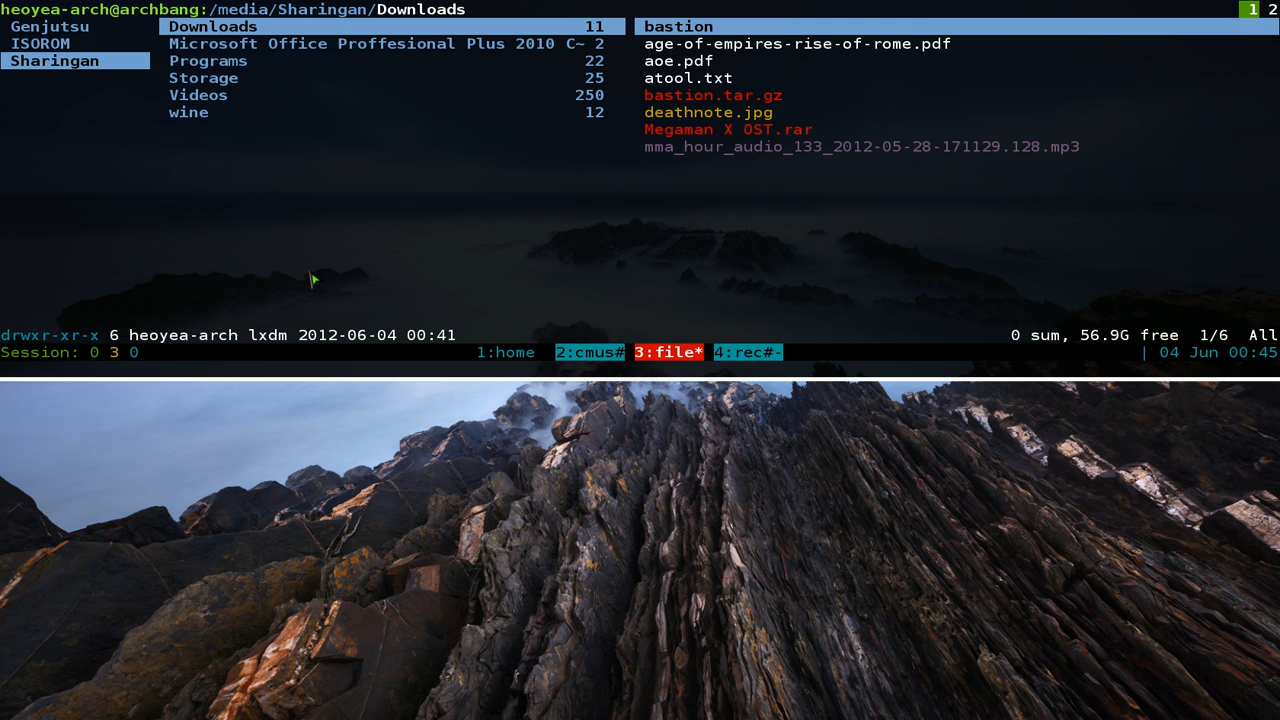 heoyea-arch@archbang:/media/Sharingan/Downloads 1 2
Genjutsu Downloads 11 bastion
ISOROM Microsoft Office Proffesional Plus 2010 C~ 2 age-of-empires-rise-of-rome.pdf
Sharingan Programs 22 aoe.pdf
Storage 25 atool.txt
Videos 250 bastion.tar.gz
wine 12 deathnote.jpg
Megaman X OST.rar
mma_hour_audio_133_2012-05-28-171129.128.mp3
drwxr-xr-x 6 heoyea-arch lxdm 2012-06-04 00:41 0 sum, 56.9G free 1/6 All
Session: 0 3 0 1:home 2:cmus# 3:file* 4:rec#- | 04 Jun 00:45